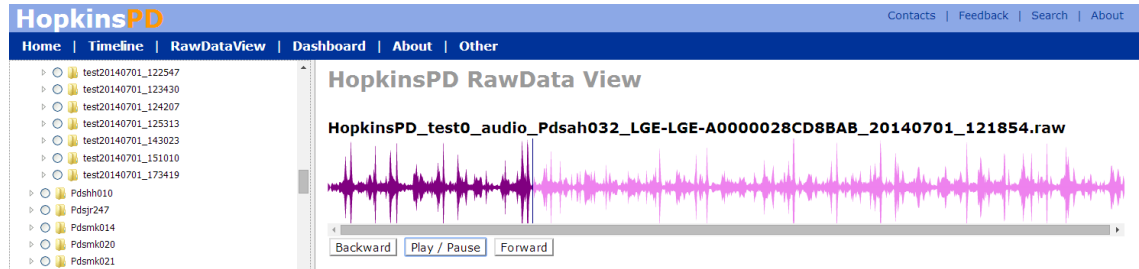 HopkinsPD
Contacts | Feedback | Search | About
Home | Timeline | RawDataView | Dashboard | About | Other
test20140701_122547
test20140701_123430
test20140701_124207
test20140701_125313
test20140701_143023
test20140701_151010
test20140701_173419
Pdshh010
Pdsjr247
Pdsmk014
Pdsmk020
Pdsmk021
HopkinsPD RawData View
HopkinsPD_test0_audio_Pdsah032_LGE-LGE-A0000028CD8BAB_20140701_121854.raw
Backward Play / Pause Forward